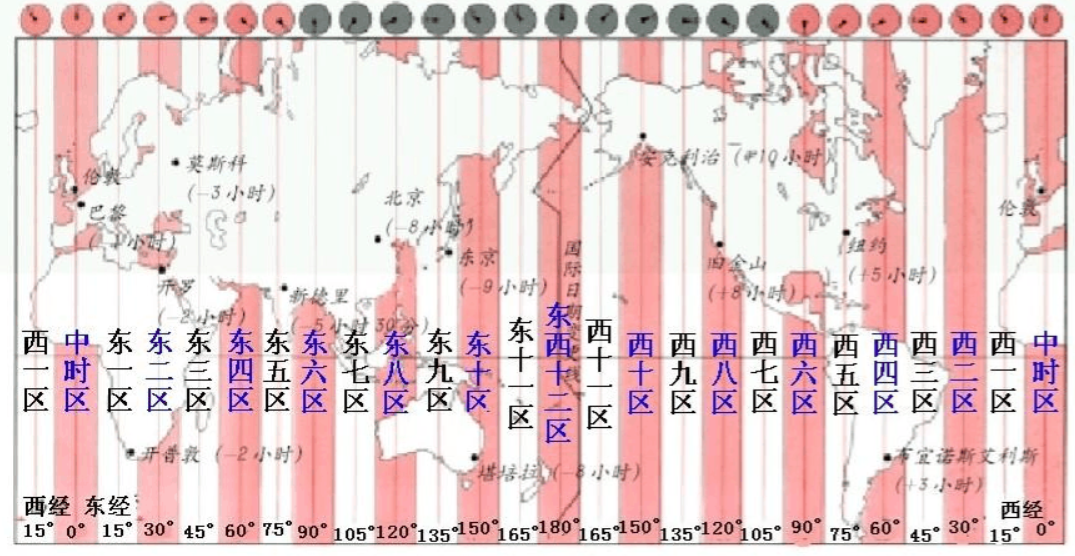 莫斯科
(-3小时)
伦敦
巴黎
(-1小时)
北京
(-8小时)
东京
(-9小时)
开罗
(-2小时)
新德里
(-5小时30分)
国际日期变更线
安克利治 (+10小时)
旧金山
(+8小时)
纽约
(+5小时)
伦敦
西一区
中时区
东一区
东二区
东三区
东四区
东五区
东六区
东七区
东八区
东九区
东十区
东十一区
东西十二区
西十一区
西十区
西九区
西八区
西七区
西六区
西五区
西四区
西三区
西二区
西一区
中时区
开普敦 (-2小时)
堪培拉 (-8小时)
布宜诺斯艾利斯
(+3小时)
西经 东经 西经
15° 0° 15° 30° 45° 60° 75° 90° 105° 120° 135° 150° 165° 180° 165° 150° 135° 120° 105° 90° 75° 60° 45° 30° 15° 0°